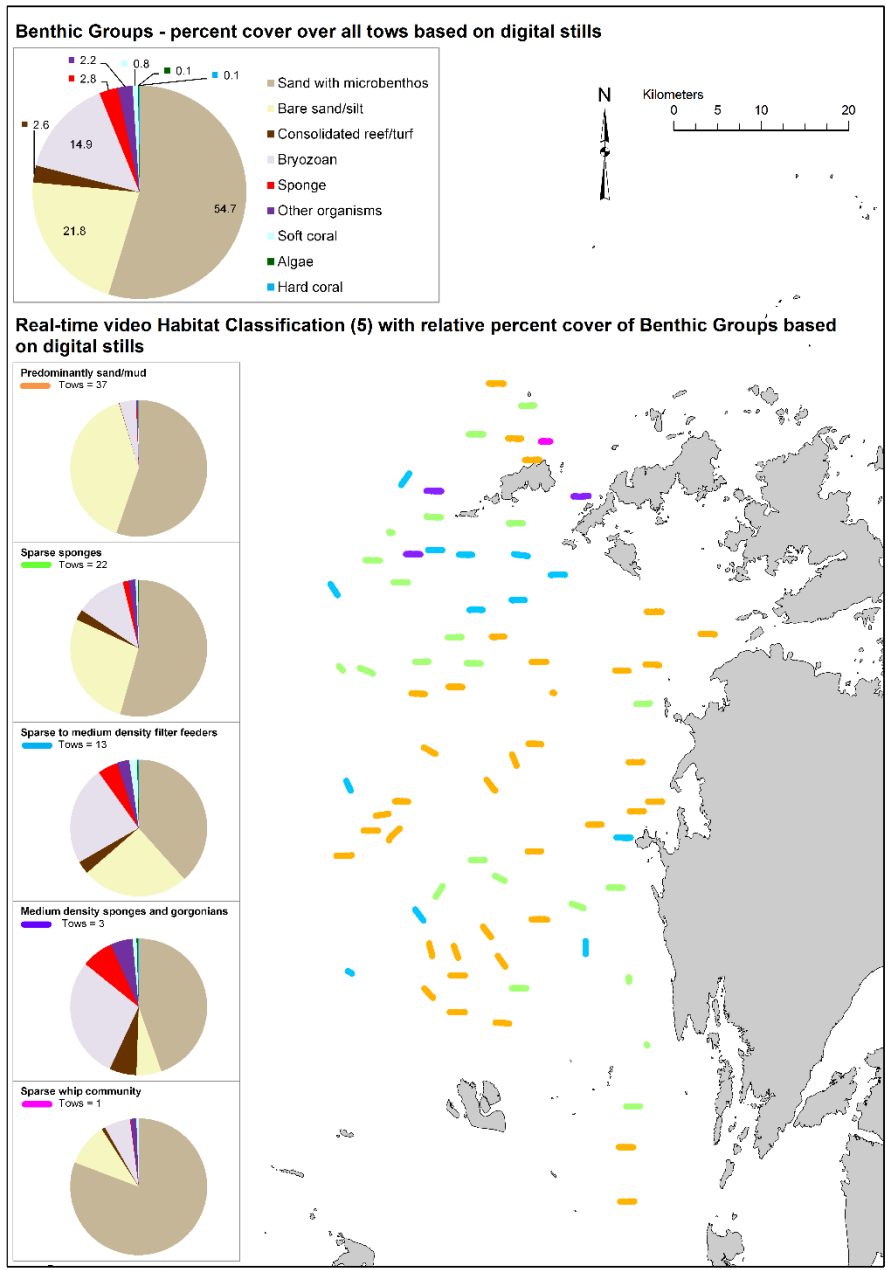 Benthic Groups - percent cover over all tows based on digital stills
2.2
0.8
0.1
0.1
2.8
2.6
14.9
21.8
54.7
Sand with microbenthos
Bare sand/silt
Consolidated reef/turf
Bryozoan
Sponge
Other organisms
Soft coral
Algae
Hard coral
N
Kilometers
0 5 10 20
Real-time video Habitat Classification (5) with relative percent cover of Benthic Groups based
on digital stills
Predominantly sand/mud
Tows = 37
Sparse sponges
Tows = 22
Sparse to medium density filter feeders
Tows = 13
Medium density sponges and gorgonians
Tows = 3
Sparse whip community
Tows = 1